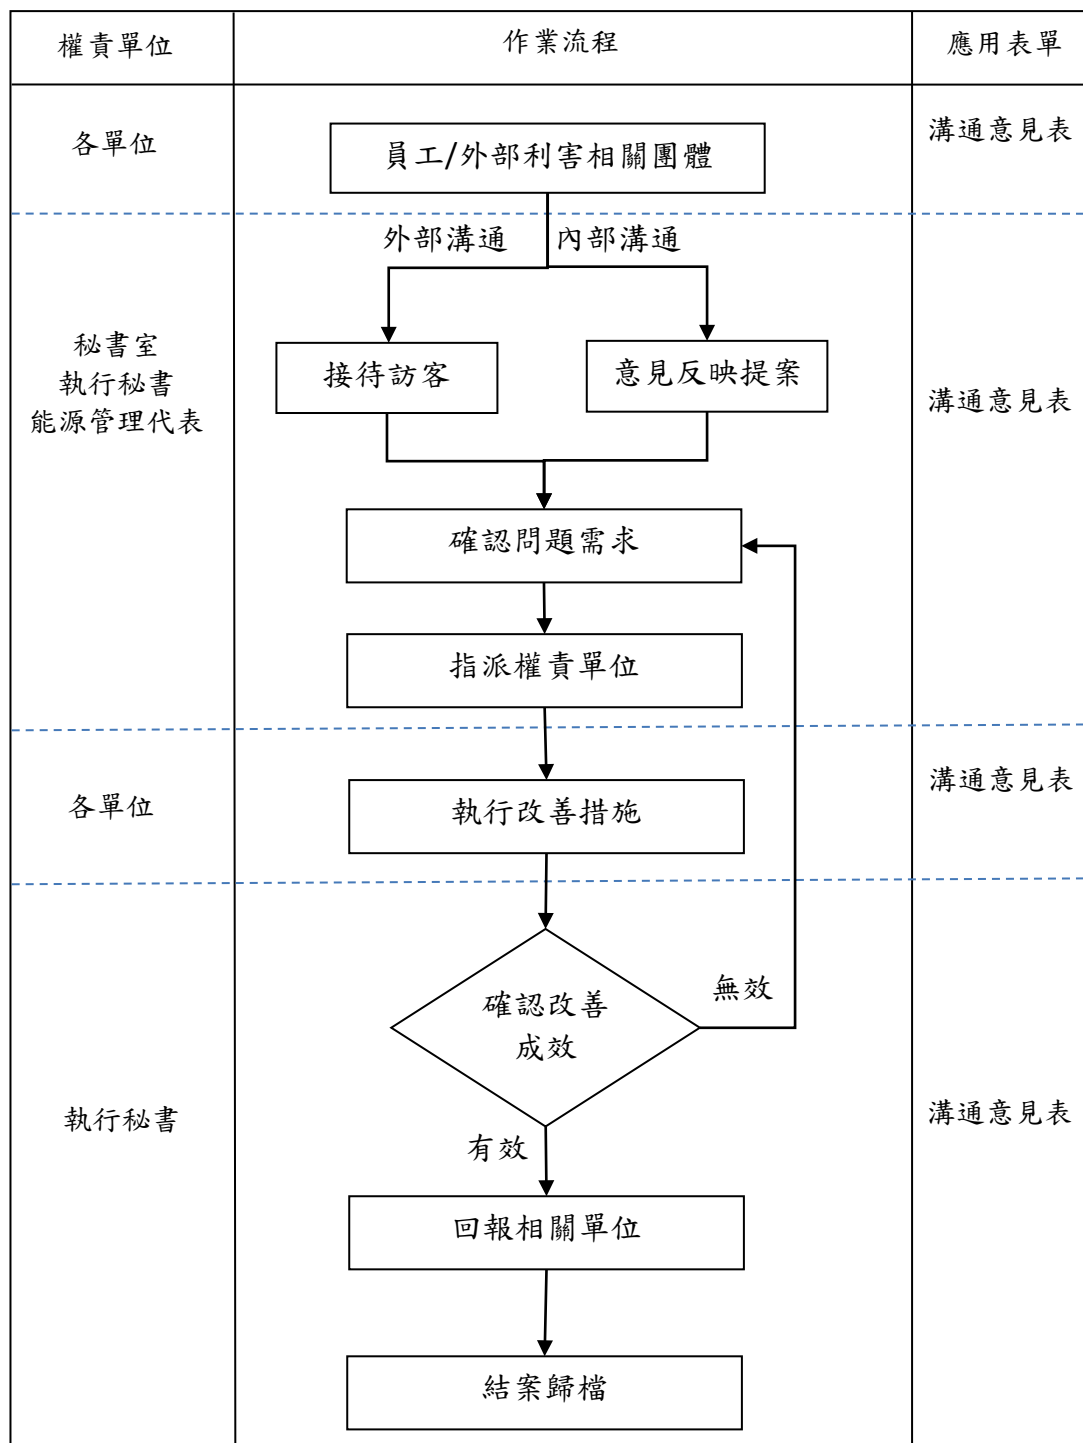 權責單位
作業流程
應用表單
各單位
員工/外部利害相關團體
溝通意見表
外部溝通
內部溝通
秘書室
執行秘書
能源管理代表
接待訪客
意見反映提案
溝通意見表
確認問題需求
指派權責單位
各單位
執行改善措施
溝通意見表
確認改善
成效
無效
執行秘書
溝通意見表
有效
回報相關單位
結案歸檔